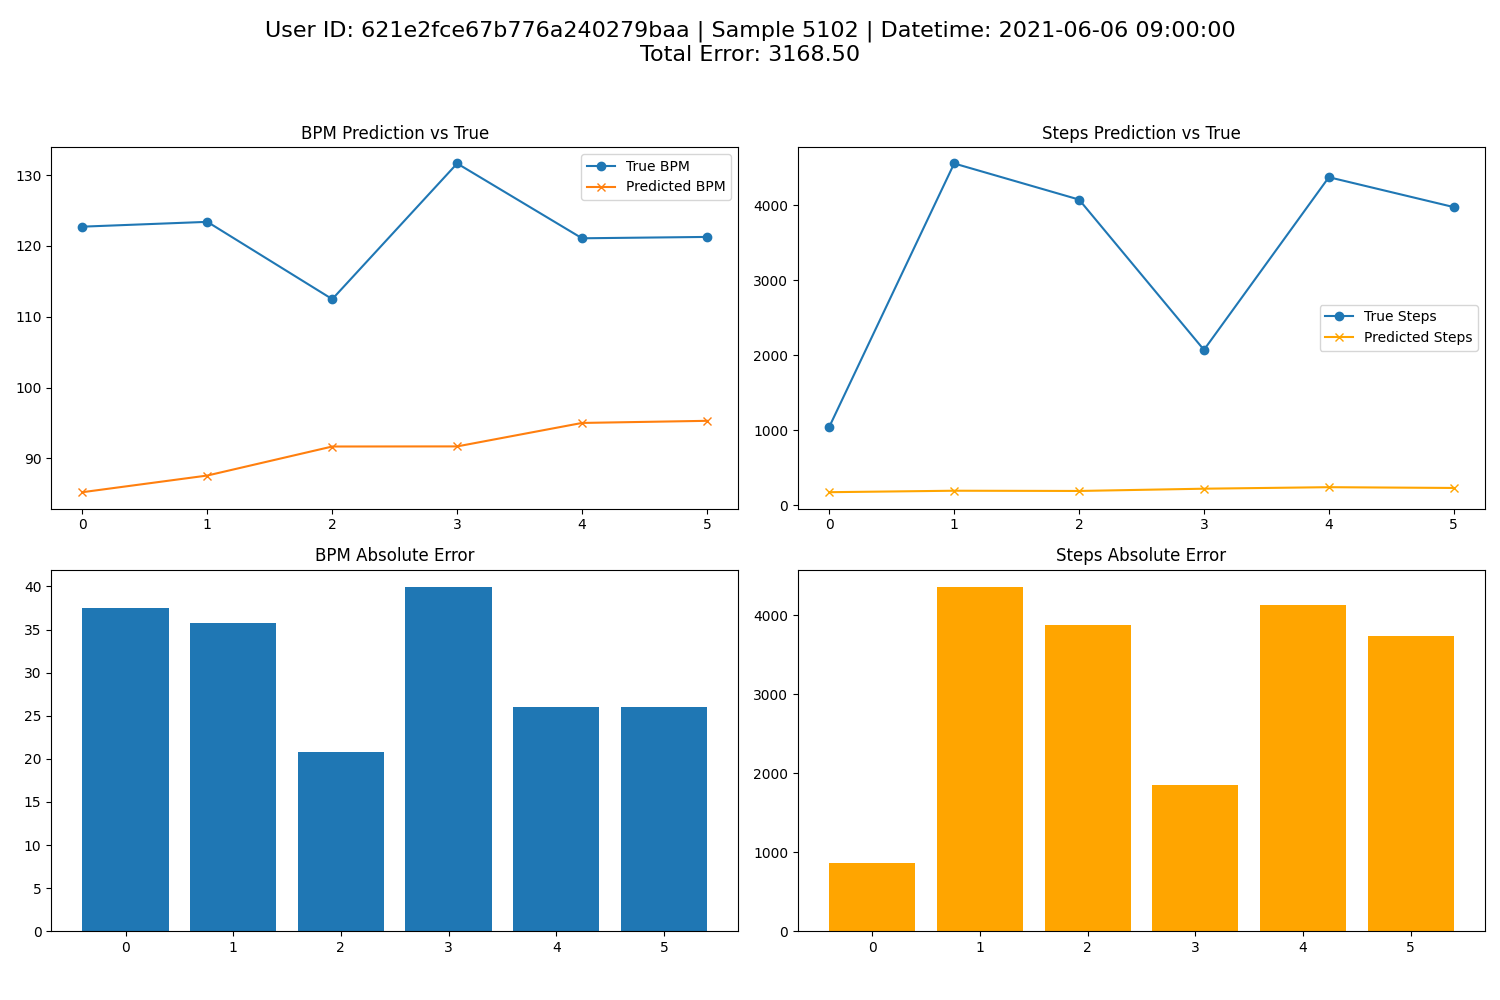 User ID: 621e2fce67b776a240279baa | Sample 5102 | Datetime: 2021-06-06 09:00:00
Total Error: 3168.50
BPM Prediction vs True
130
120
110
100
90
0 1 2 3 4 5
True BPM
Predicted BPM
Steps Prediction vs True
4000
3000
2000
1000
0
0 1 2 3 4 5
True Steps
Predicted Steps
BPM Absolute Error
40
35
30
25
20
15
10
5
0
0 1 2 3 4 5
Steps Absolute Error
4000
3000
2000
1000
0
0 1 2 3 4 5